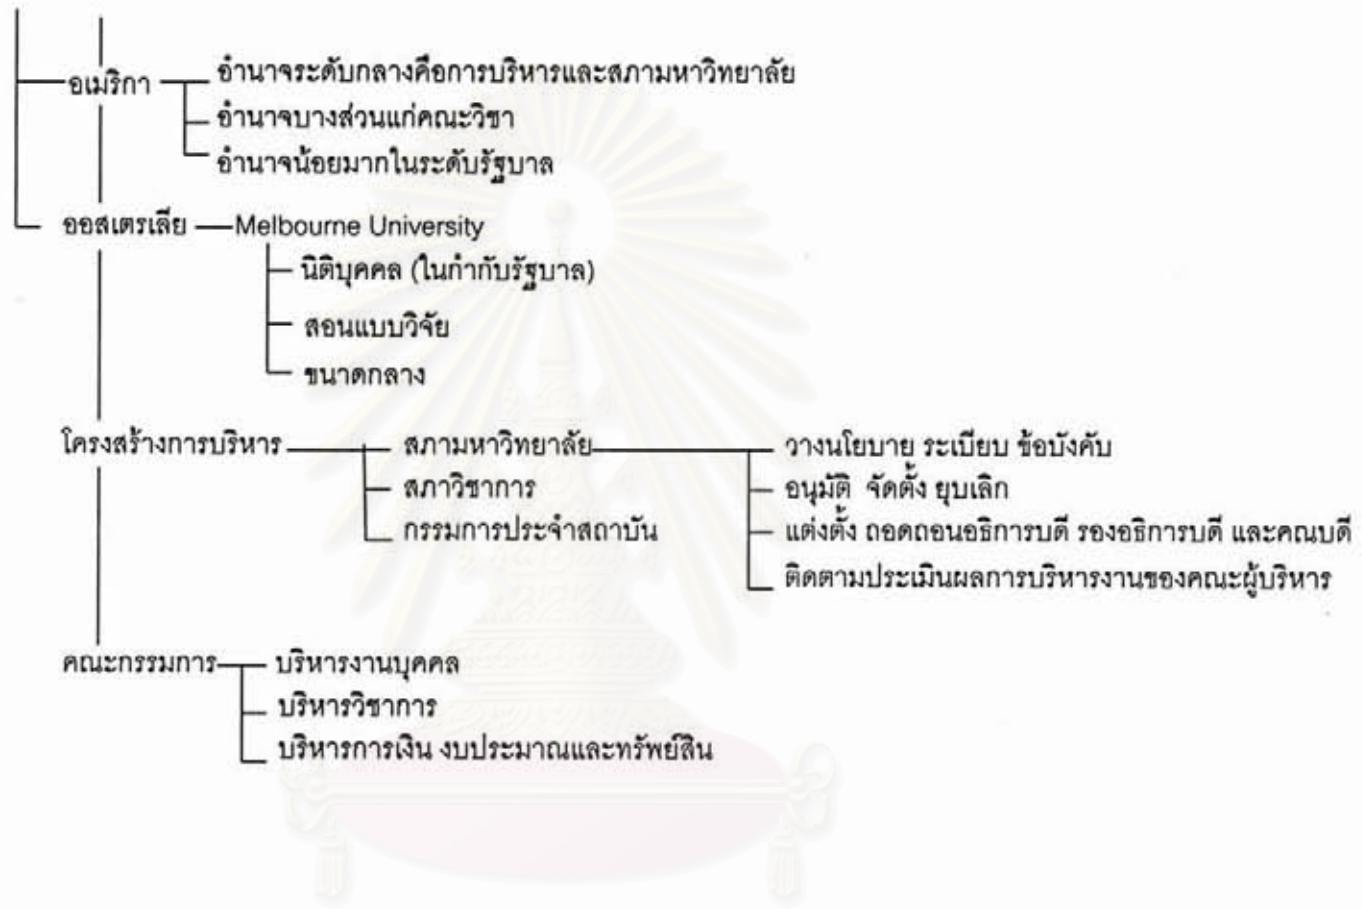 อเมริกา อำนาจระดับกลางคือการบริหารและสภามหาวิทยาลัย
อำนาจบางส่วนแก่คณะวิชา
อำนาจน้อยมากในระดับรัฐบาล
ออสเตรเลีย Melbourne University
นิติบุคคล (ในกำกับรัฐบาล)
สอนแบบวิจัย
ขนาดกลาง
โครงสร้างการบริหาร สภามหาวิทยาลัย วางนโยบาย ระเบียบ ข้อบังคับ
สภาวิชาการ อนุมัติ จัดตั้ง ยุบเลิก
กรรมการประจำสถาบัน แต่งตั้ง ถอดถอนอธิการบดี รองอธิการบดี และคณบดี
ติดตามประเมินผลการบริหารงานของคณะผู้บริหาร
คณะกรรมการ บริหารงานบุคคล
บริหารวิชาการ
บริหารการเงิน งบประมาณและทรัพย์สิน